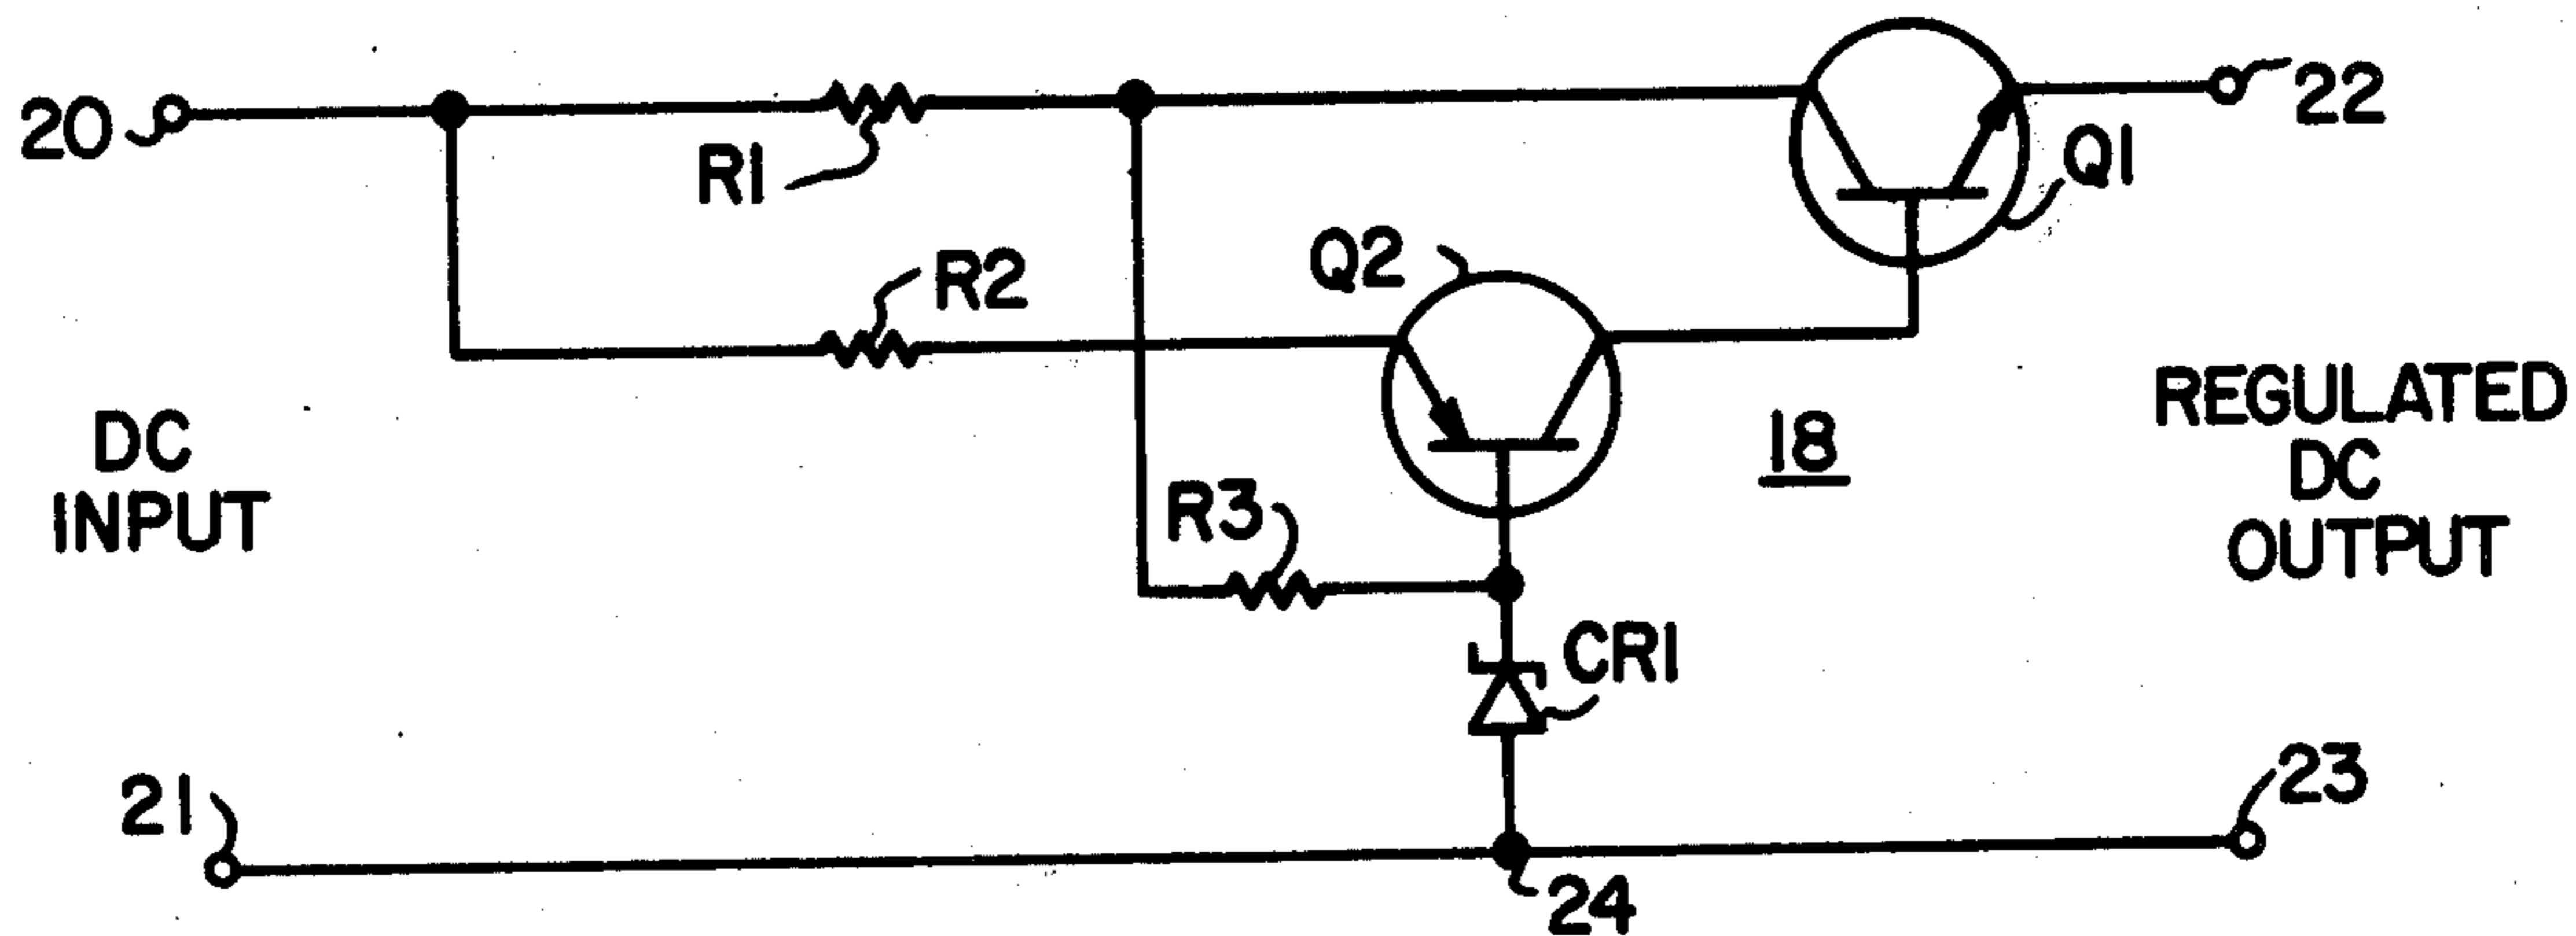 20
R1
22
Q1
R2
Q2
DC
INPUT
18
REGULATED
DC
OUTPUT
R3
CR1
21
23
24